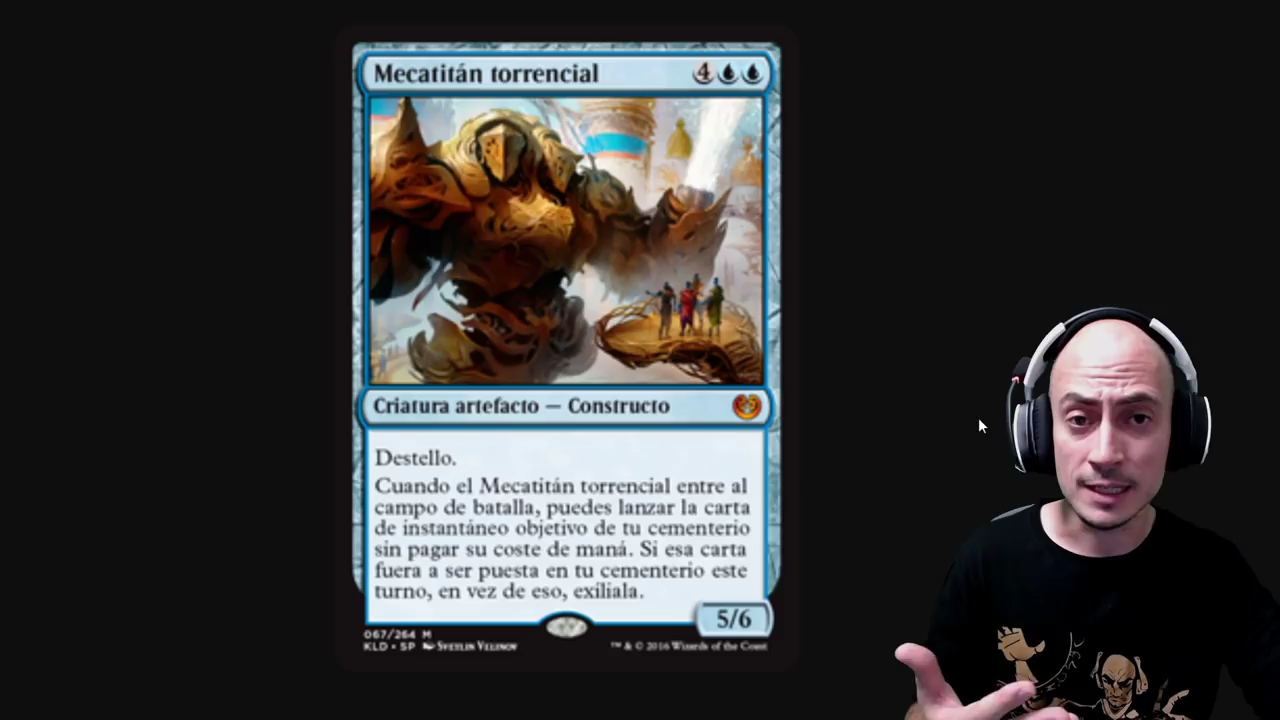 Mecatitán torrencial 4
Criatura artefacto — Constructo
Destello.
Cuando el Mecatitán torrencial entre al
campo de batalla, puedes lanzar la carta
de instantáneo objetivo de tu cementerio
sin pagar su coste de maná. Si esa carta
fuera a ser puesta en tu cementerio este
turno, en vez de eso, exíliala.
5/6
067/264 M
KLD • SP Svetlin Velinov
™ & © 2016 Wizards of the Coast